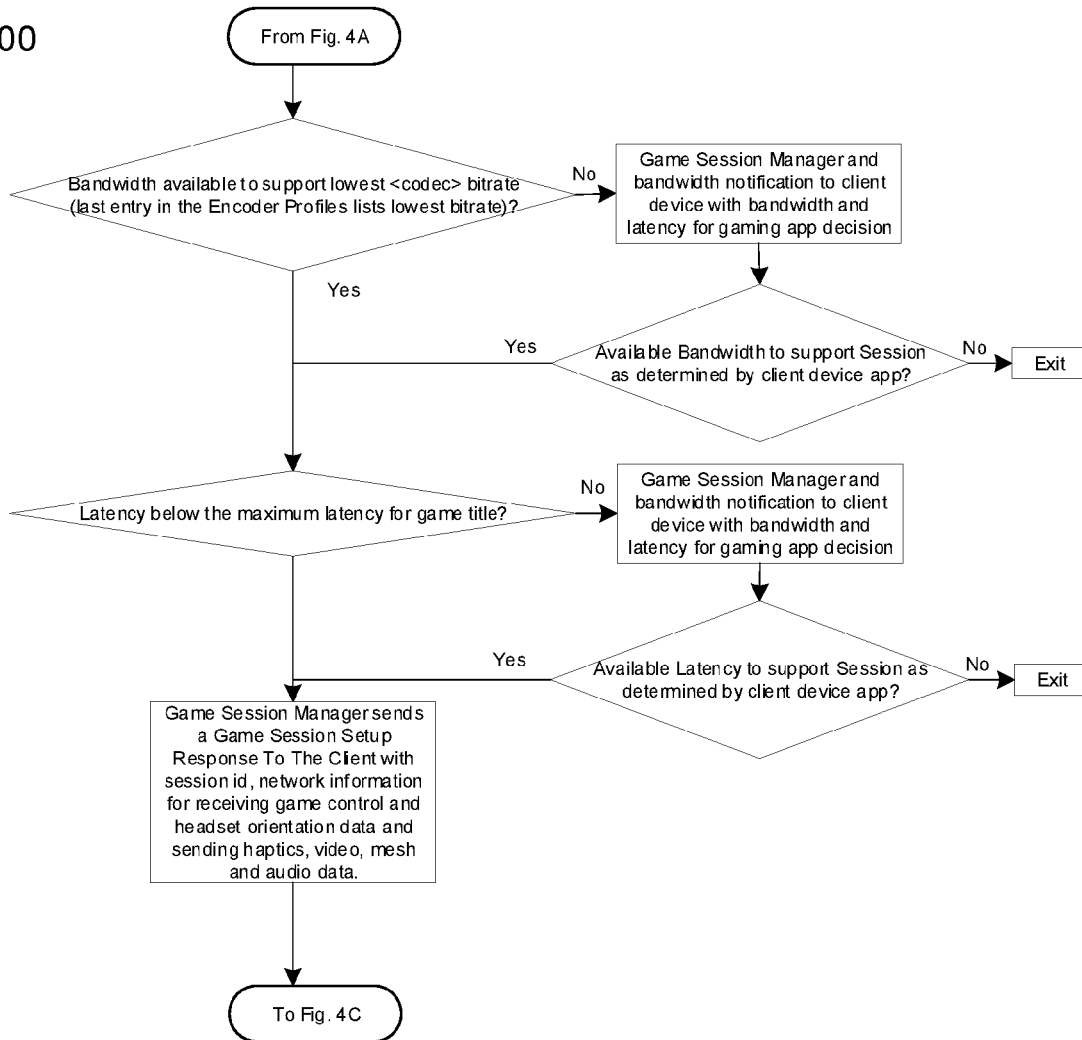 00
From Fig. 4A
Bandwidth available to support lowest <codec> bitrate
(last entry in the Encoder Profiles lists lowest bitrate)?
No
Game Session Manager and
bandwidth notification to client
device with bandwidth and
latency for gaming app decision
Yes
Yes
Available Bandwidth to support Session
as determined by client device app?
No
Exit
Latency below the maximum latency for game title?
No
Game Session Manager and
bandwidth notification to client
device with bandwidth and
latency for gaming app decision
Yes
Available Latency to support Session as
determined by client device app?
No
Exit
Game Session Manager sends
a Game Session Setup
Response To The Client with
session id, network information
for receiving game control and
headset orientation data and
sending haptics, video, mesh
and audio data.
To Fig. 4C